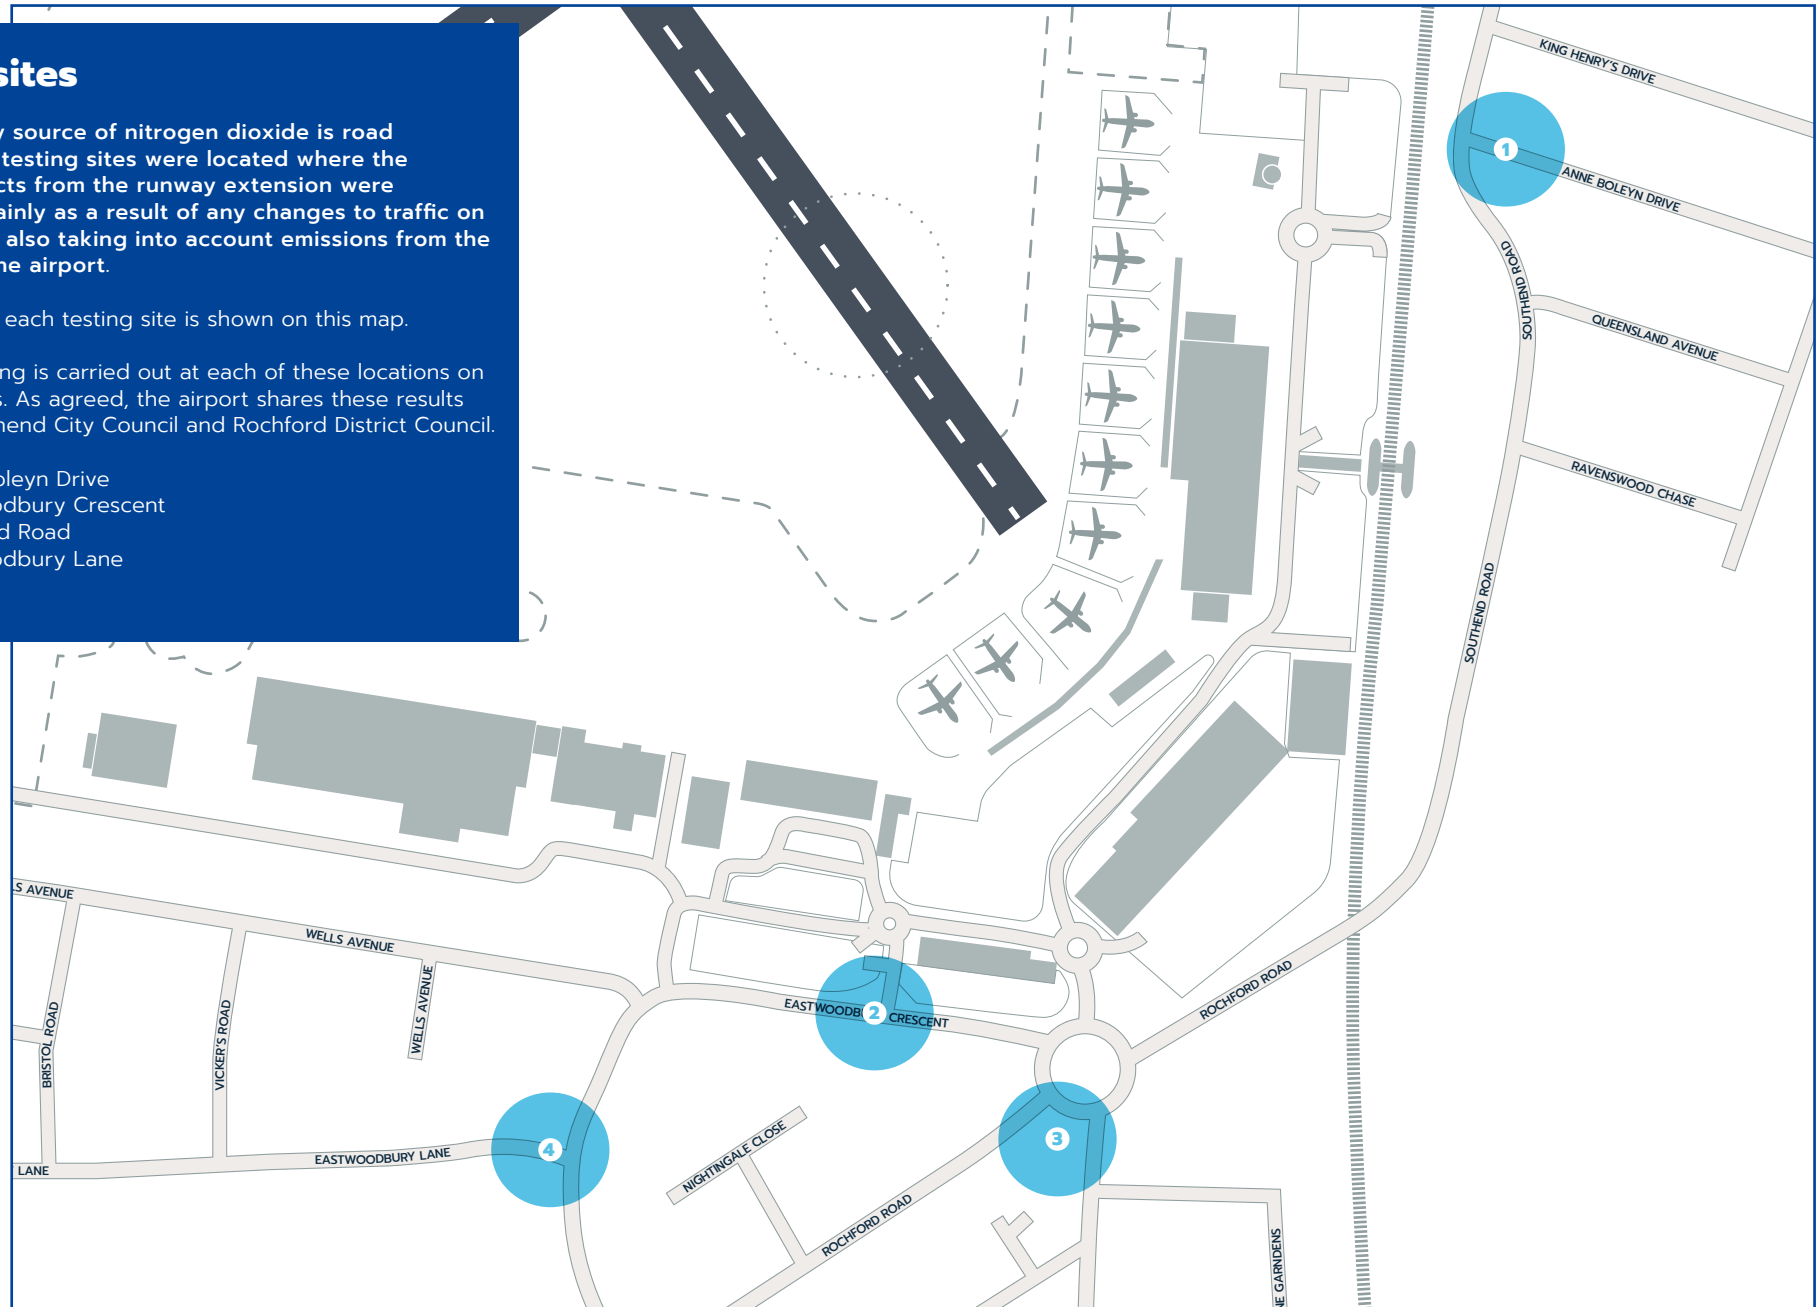 sites
y source of nitrogen dioxide is road
testing sites were located where the
cts from the runway extension were
ainly as a result of any changes to traffic on
also taking into account emissions from the
he airport.
each testing site is shown on this map.
ng is carried out at each of these locations on
s. As agreed, the airport shares these results
hend City Council and Rochford District Council.
oleyn Drive
odbury Crescent
d Road
odbury Lane
KING HENRY'S DRIVE
1
ANNE BOLEYN DRIVE
SOUTHEND ROAD
QUEENSLAND AVENUE
RAVENSWOOD CHASE
SOUTHEND ROAD
S AVENUE
WELLS AVENUE
WELLS AVENUE
BRISTOL ROAD
VICKER'S ROAD
EASTWOODB
2
CRESCENT
ROCHFORD ROAD
3
4
NIGHTINGALE CLOSE
EASTWOODBURY LANE
LANE
ROCHFORD ROAD
NE GARNDENS